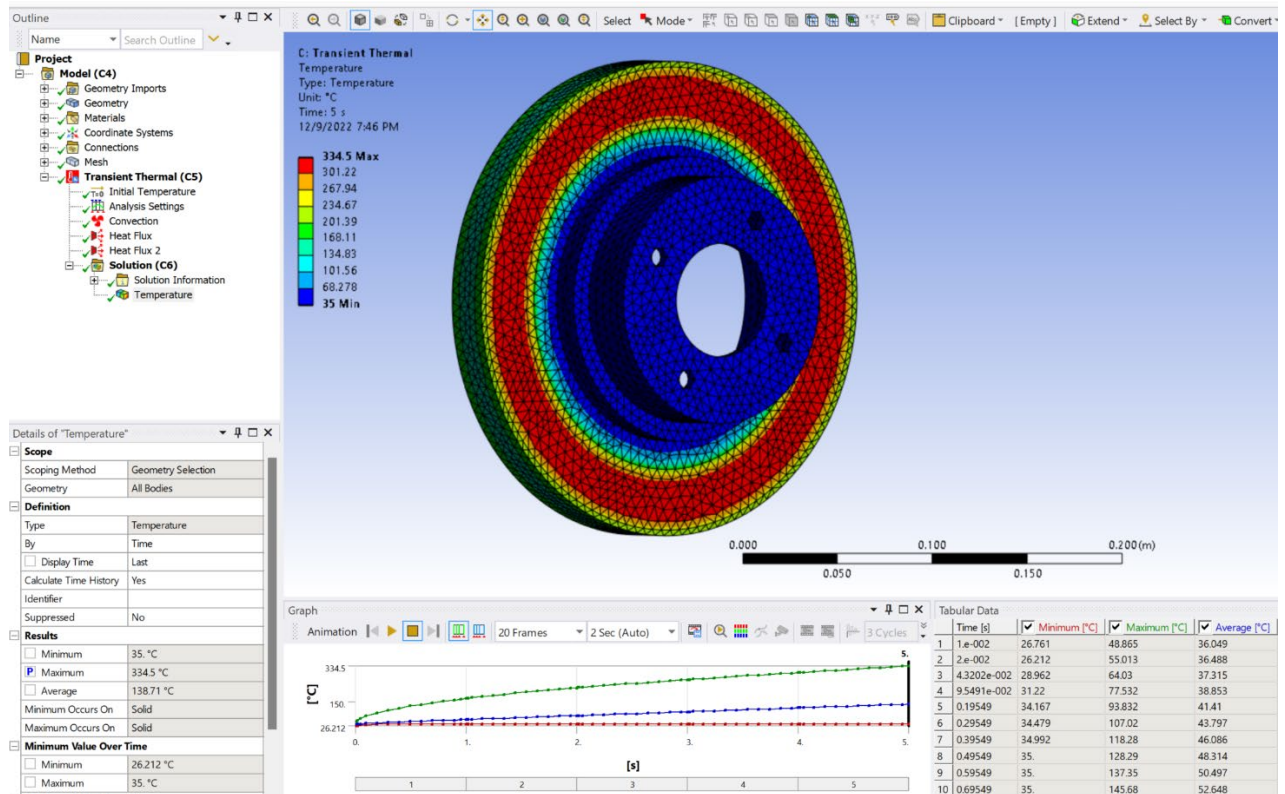 Outline
Name Search Outline
Project
Model (C4)
Geometry Imports
Geometry
Materials
Coordinate Systems
Connections
Mesh
Transient Thermal (C5)
Initial Temperature
Analysis Settings
Convection
Heat Flux
Heat Flux 2
Solution (C6)
Solution Information
Temperature
Select Mode Clipboard [Empty] Extend Select By Convert
C: Transient Thermal
Temperature
Type: Temperature
Unit: °C
Time: 5 s
12/9/2022 7:46 PM
334.5 Max
301.22
267.94
234.67
201.39
168.11
134.83
101.56
68.278
35 Min
0.000 0.100 0.200(m)
0.050 0.150
Details of "Temperature"
Scope
Scoping Method Geometry Selection
Geometry All Bodies
Definition
Type Temperature
By Time
Display Time Last
Calculate Time History Yes
Identifier
Suppressed No
Results
Minimum 35. °C
P Maximum 334.5 °C
Average 138.71 °C
Minimum Occurs On Solid
Maximum Occurs On Solid
Minimum Value Over Time
Minimum 26.212 °C
Maximum 35. °C
Graph
Animation 20 Frames 2 Sec (Auto) 3 Cycles
5.
334.5
[°C]
150.
26.212
0. 1. 2. 3. 4. 5.
[s]
1 2 3 4 5
Tabular Data
Time [s] Minimum [°C] Maximum [°C] Average [°C]
1 1.e-002 26.761 48.865 36.049
2 2.e-002 26.212 55.013 36.488
3 4.3202e-002 28.962 64.03 37.315
4 9.5491e-002 31.22 77.532 38.853
5 0.19549 34.167 93.832 41.41
6 0.29549 34.479 107.02 43.797
7 0.39549 34.992 118.28 46.086
8 0.49549 35. 128.29 48.314
9 0.59549 35. 137.35 50.497
10 0.69549 35. 145.68 52.648